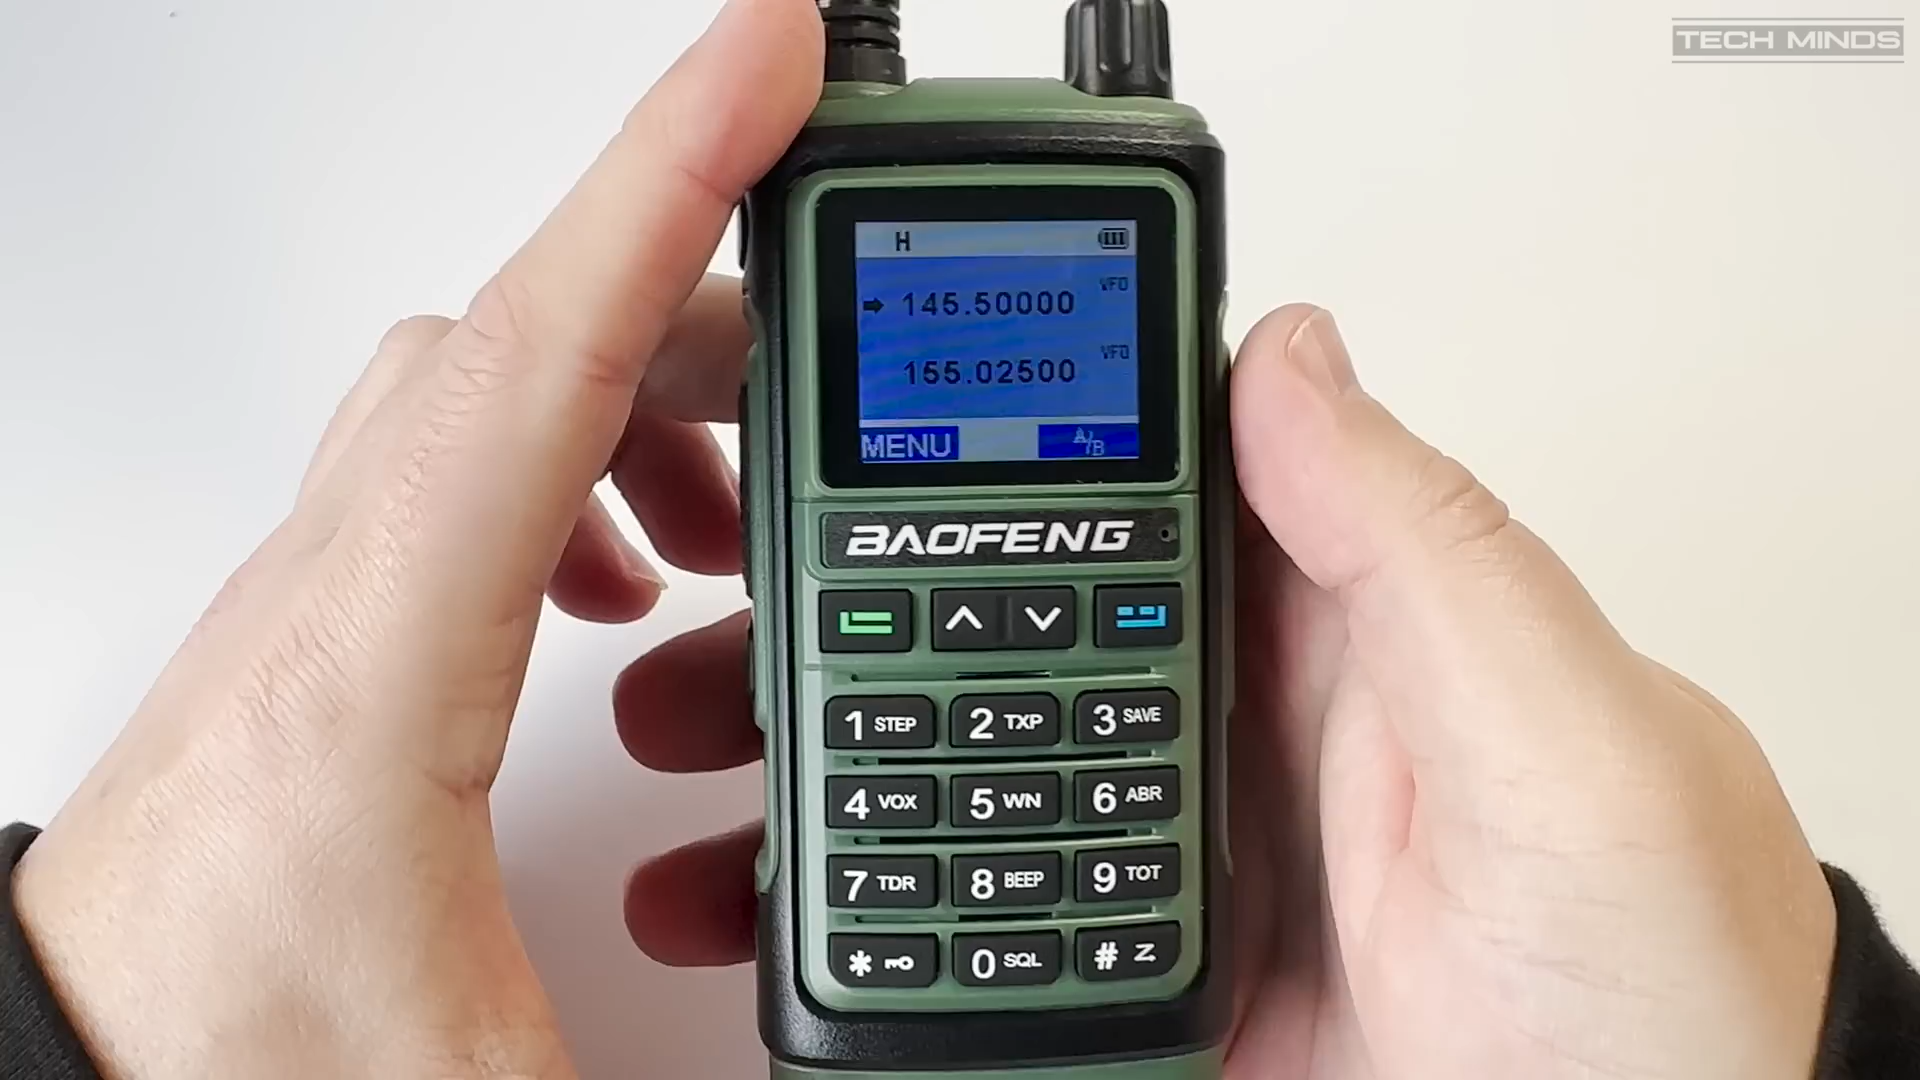 TECH MINDS
H
VFO
145.50000
VFO
155.02500
MENU A/B
BAOFENG
1 STEP 2 TXP 3 SAVE
4 VOX 5 WN 6 ABR
7 TDR 8 BEEP 9 TOT
* 0 SQL #